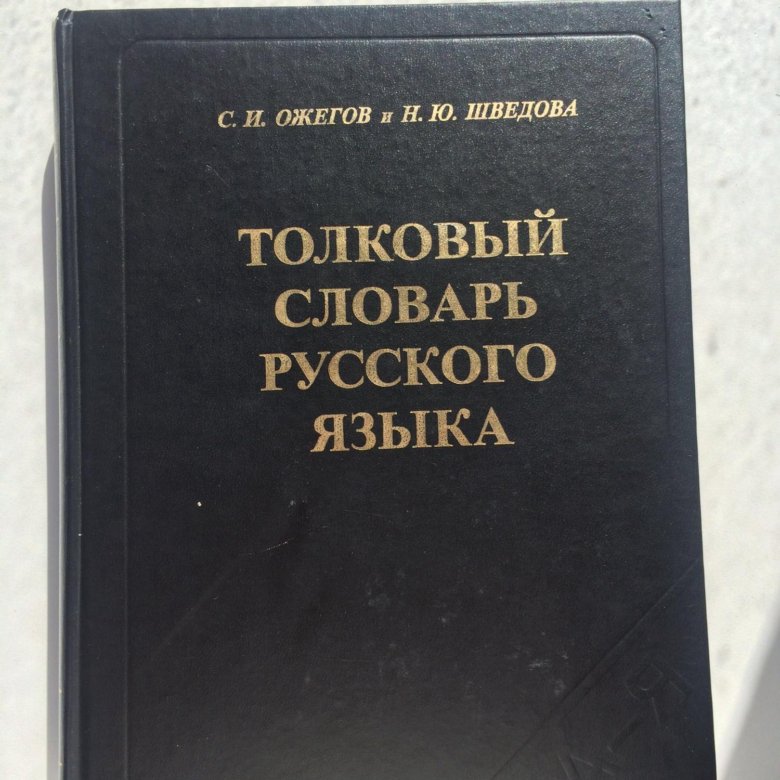 С. И. ОЖЕГОВ и Н. Ю. ШВЕДОВА
ТОЛКОВЫЙ
СЛОВАРЬ
РУССКОГО
ЯЗЫКА